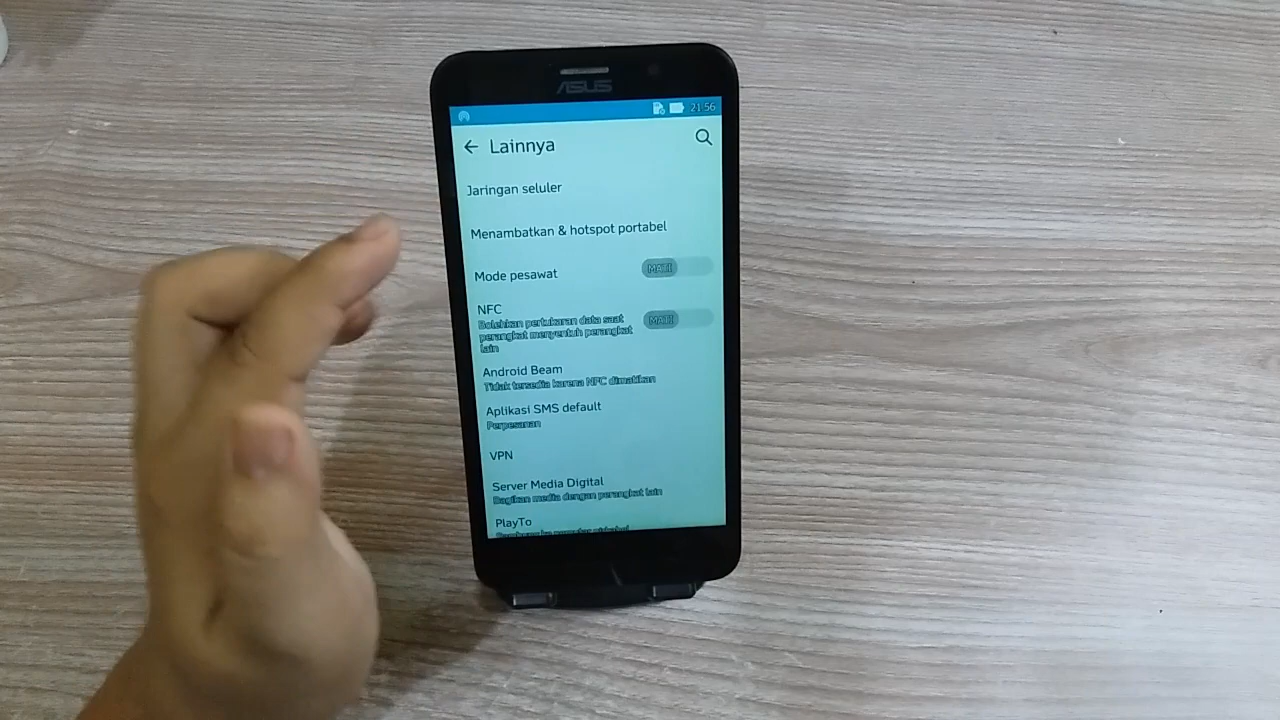 ASUS
21:56
Lainnya
Jaringan seluler
Menambatkan & hotspot portabel
Mode pesawat
MATI
NFC
MATI
Bolehkan pertukaran data saat
perangkat menyentuh perangkat
lain
Android Beam
Tidak tersedia karena NFC dimatikan
Aplikasi SMS default
Perpesanan
VPN
Server Media Digital
Bagikan media dengan perangkat lain
PlayTo